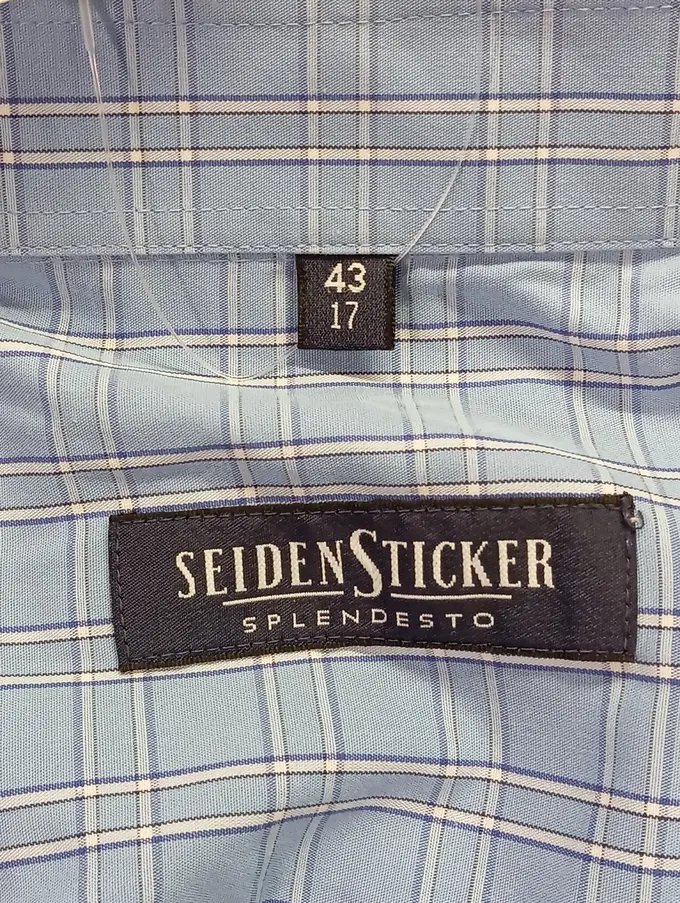 43
17
SEIDENSTICKER
SPLENDESTO